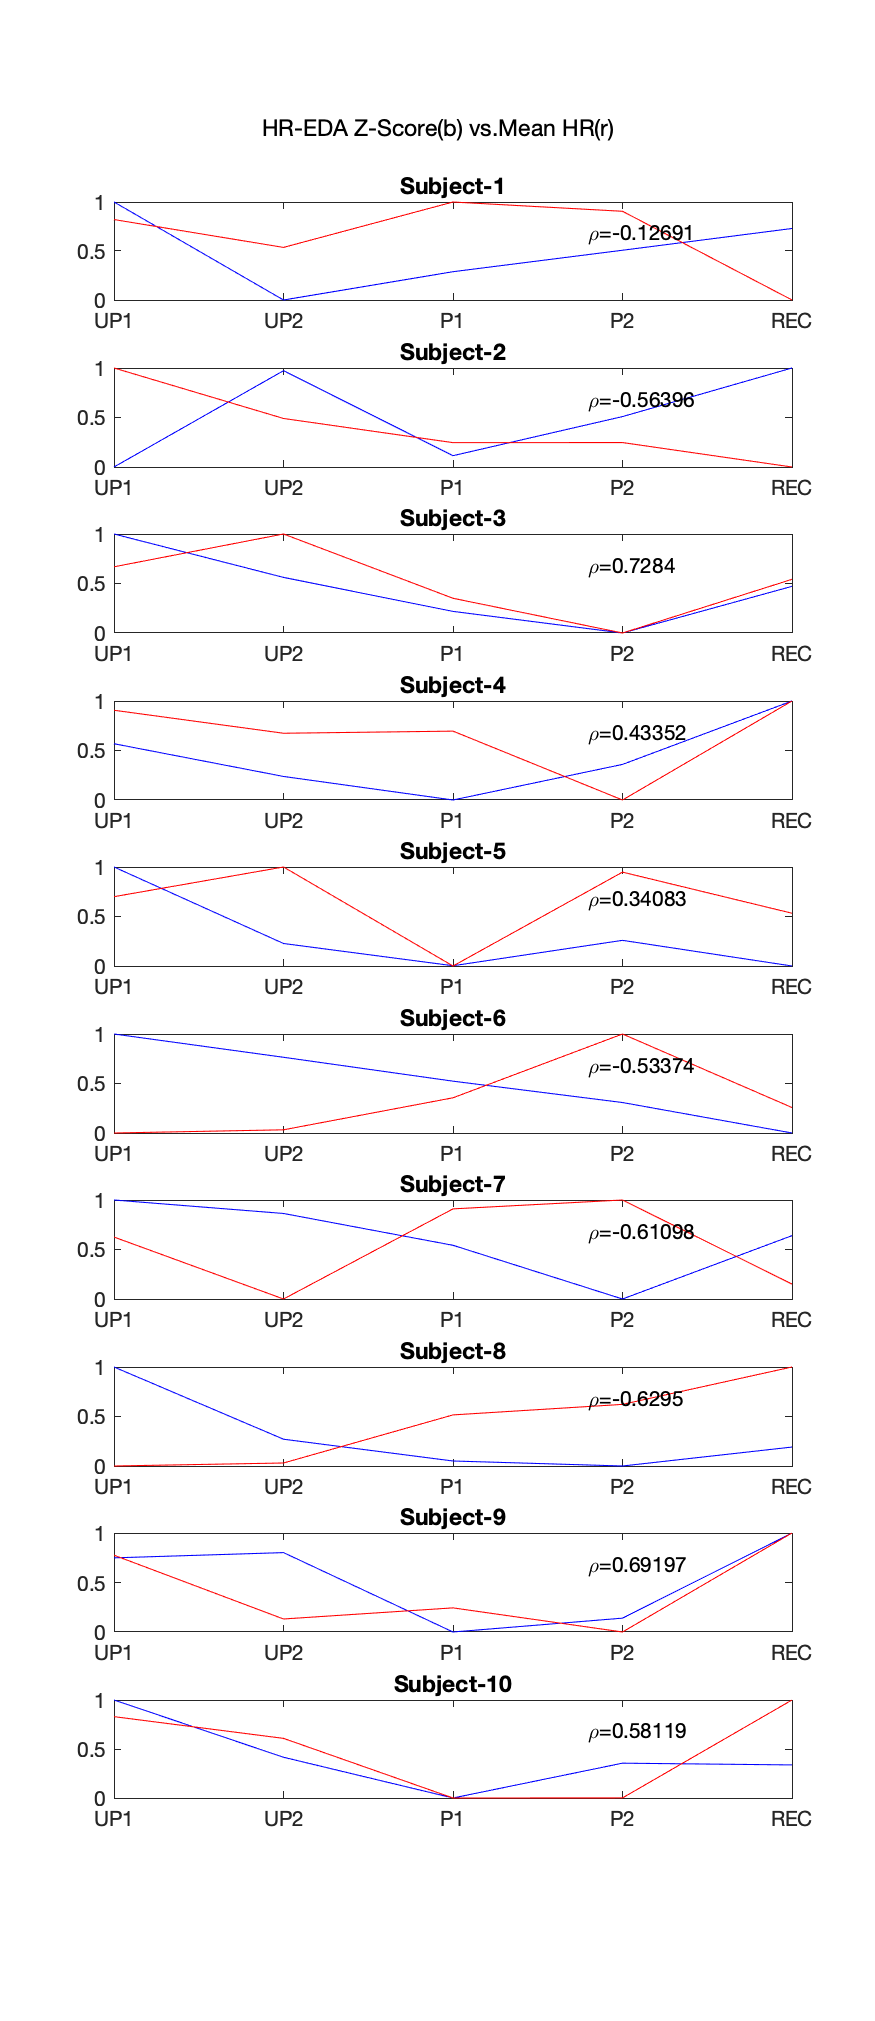 HR-EDA Z-Score(b) vs.Mean HR(r)
Subject-1
1
ρ=-0.12691
0.5
0
UP1 UP2 P1 P2 REC
Subject-2
1
ρ=-0.56396
0.5
0
UP1 UP2 P1 P2 REC
Subject-3
1
ρ=0.7284
0.5
0
UP1 UP2 P1 P2 REC
Subject-4
1
ρ=0.43352
0.5
0
UP1 UP2 P1 P2 REC
Subject-5
1
ρ=0.34083
0.5
0
UP1 UP2 P1 P2 REC
Subject-6
1
ρ=-0.53374
0.5
0
UP1 UP2 P1 P2 REC
Subject-7
1
ρ=-0.61098
0.5
0
UP1 UP2 P1 P2 REC
Subject-8
1
ρ=-0.6295
0.5
0
UP1 UP2 P1 P2 REC
Subject-9
1
ρ=0.69197
0.5
0
UP1 UP2 P1 P2 REC
Subject-10
1
ρ=0.58119
0.5
0
UP1 UP2 P1 P2 REC